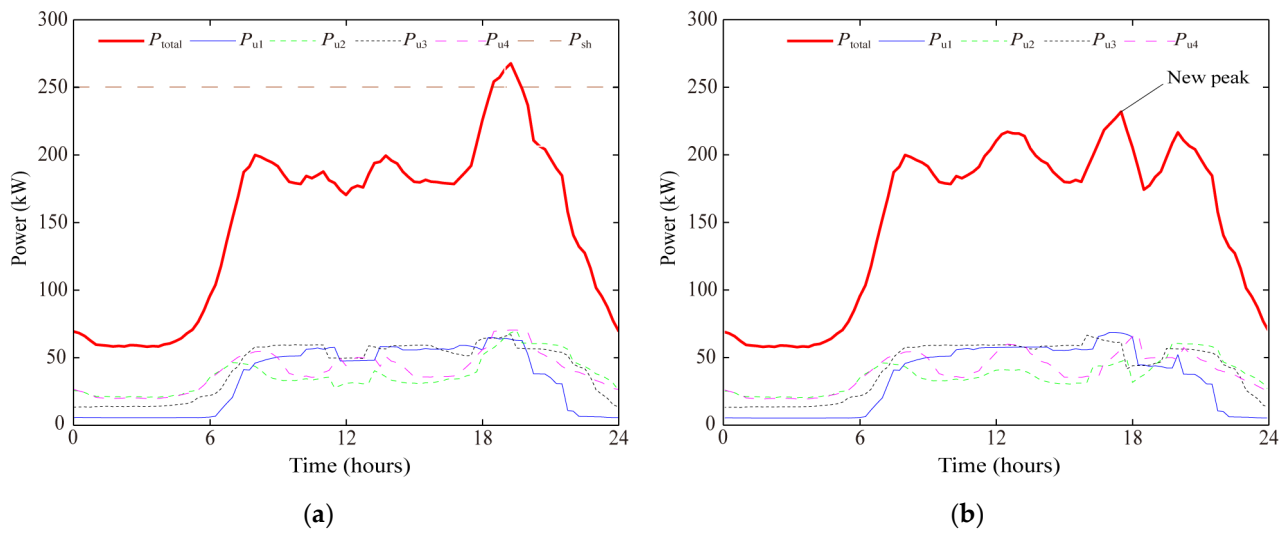 300
250
200
150
100
50
0
Power (kW)
P_total P_u1 P_u2 P_u3 P_u4 P_sh
0 6 12 18 24
Time (hours)
(a)
300
250
200
150
100
50
0
Power (kW)
P_total P_u1 P_u2 P_u3 P_u4
New peak
0 6 12 18 24
Time (hours)
(b)